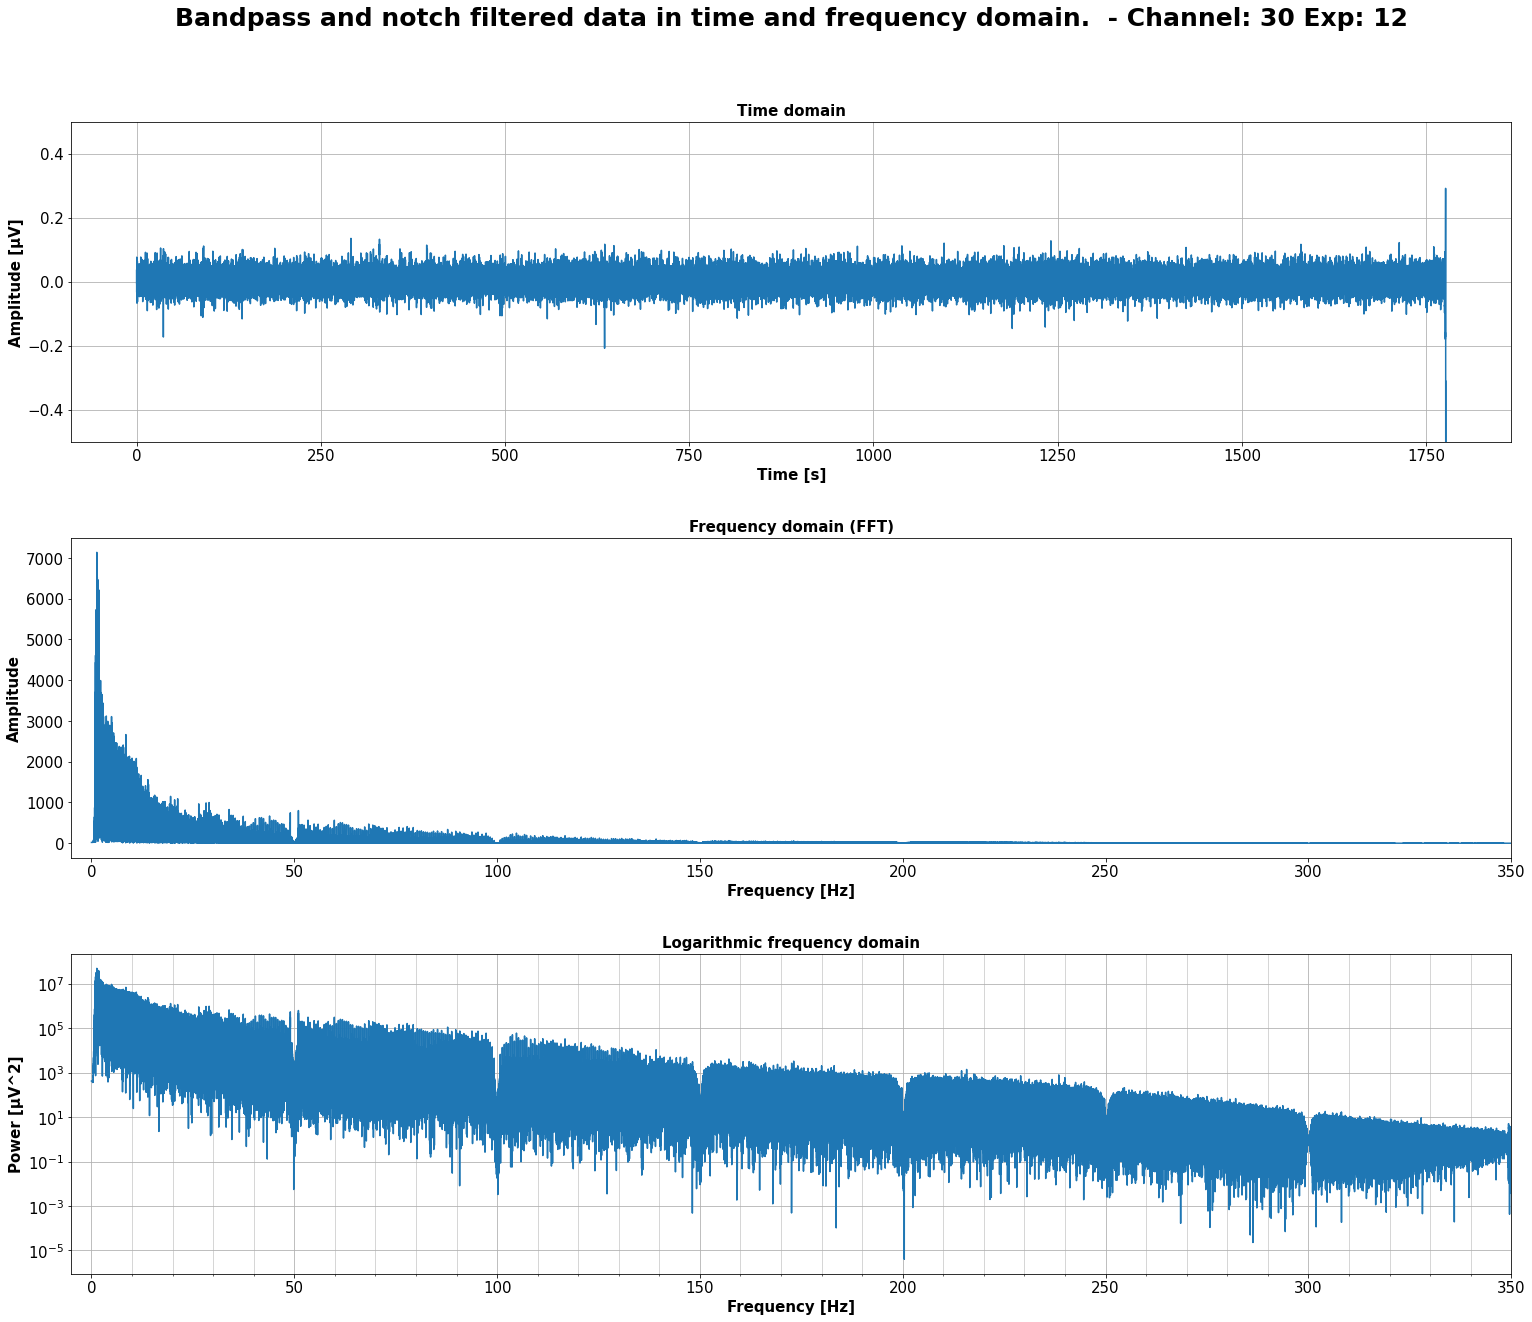 Bandpass and notch filtered data in time and frequency domain.  - Channel: 30 Exp: 12
Time domain
Amplitude [µV]
0.4
0.2
0.0
−0.2
−0.4
0 250 500 750 1000 1250 1500 1750
Time [s]
Frequency domain (FFT)
Amplitude
7000
6000
5000
4000
3000
2000
1000
0
0 50 100 150 200 250 300 350
Frequency [Hz]
Logarithmic frequency domain
Power [µV^2]
10^7
10^5
10^3
10^1
10^−1
10^−3
10^−5
0 50 100 150 200 250 300 350
Frequency [Hz]